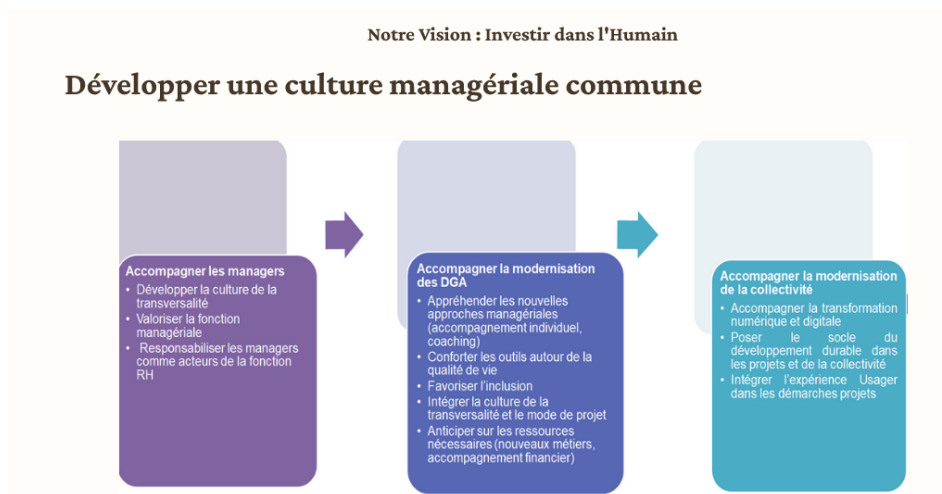 Notre Vision : Investir dans l'Humain
Développer une culture managériale commune
Accompagner les managers
• Développer la culture de la
transversalité
• Valoriser la fonction
managériale
• Responsabiliser les managers
comme acteurs de la fonction
RH
Accompagner la modernisation
des DGA
• Appréhender les nouvelles
approches managériales
(accompagnement individuel,
coaching)
• Conforter les outils autour de la
qualité de vie
• Favoriser l'inclusion
• Intégrer la culture de la
transversalité et le mode de projet
• Anticiper sur les ressources
nécessaires (nouveaux métiers,
accompagnement financier)
Accompagner la modernisation
de la collectivité
• Accompagner la transformation
numérique et digitale
• Poser le socle du
développement durable dans
les projets et de la collectivité
• Intégrer l'expérience Usager
dans les démarches projets